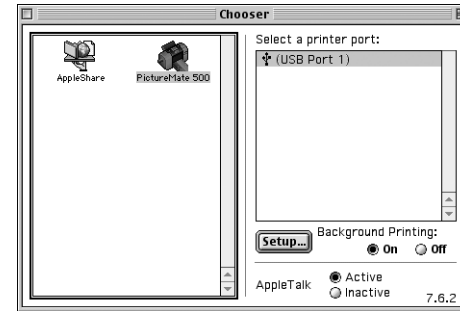 Chooser
AppleShare
PictureMate 500
Select a printer port:
(USB Port 1)
Setup...
Background Printing:
On
Off
AppleTalk
Active
Inactive
7.6.2